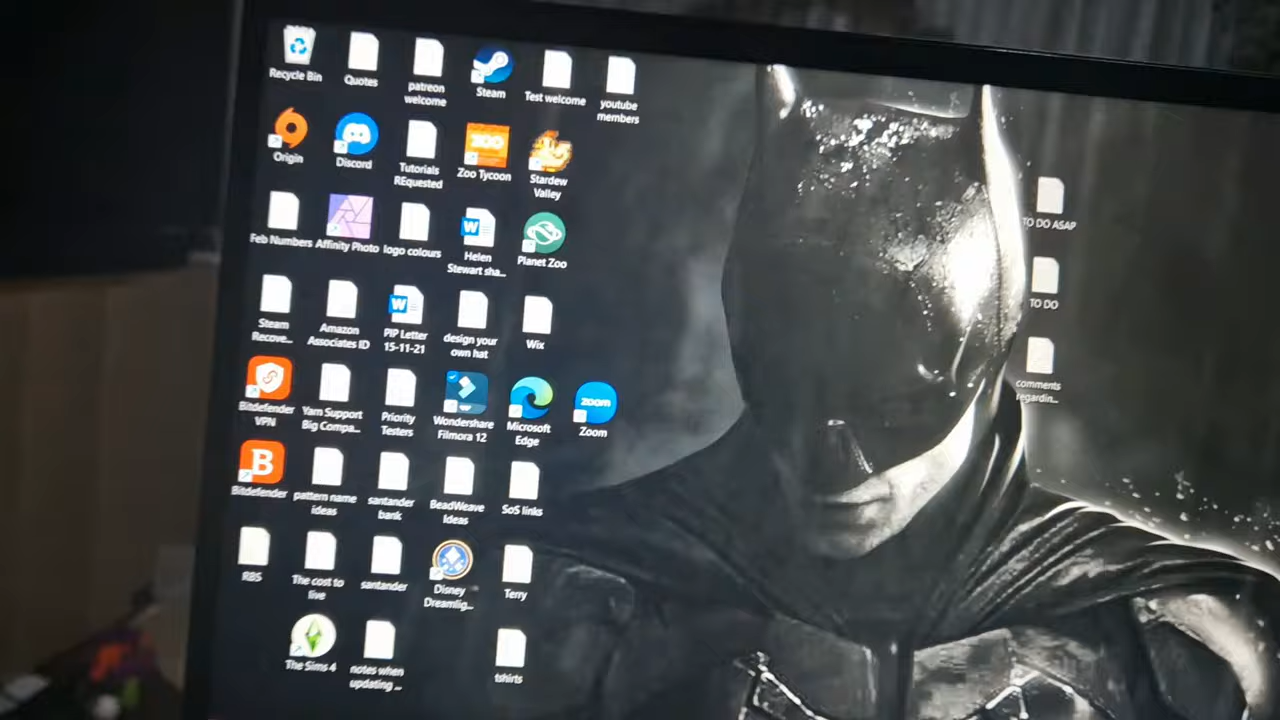 Recycle Bin
Quotes
patreon
welcome
Steam
Test welcome
youtube
members
Origin
Discord
Tutorials
REquested
ZOO
Zoo Tycoon
Stardew
Valley
Feb Numbers
Affinity Photo
logo colours
W
Helen
Stewart sha...
Planet Zoo
Steam
Recove...
Amazon
Associates ID
W
PIP Letter
15-11-21
design your
own hat
Wix
Bitdefender
VPN
Yarn Support
Big Compa...
Priority
Testers
Wondershare
Filmora 12
Microsoft
Edge
zoom
Zoom
B
Bitdefender
pattern name
ideas
santander
bank
BeadWeave
Ideas
SoS links
RBS
The cost to
live
santander
Disney
Dreamlig...
Terry
The Sims 4
notes when
updating ...
tshirts
TO DO ASAP
TO DO
comments
regardin...